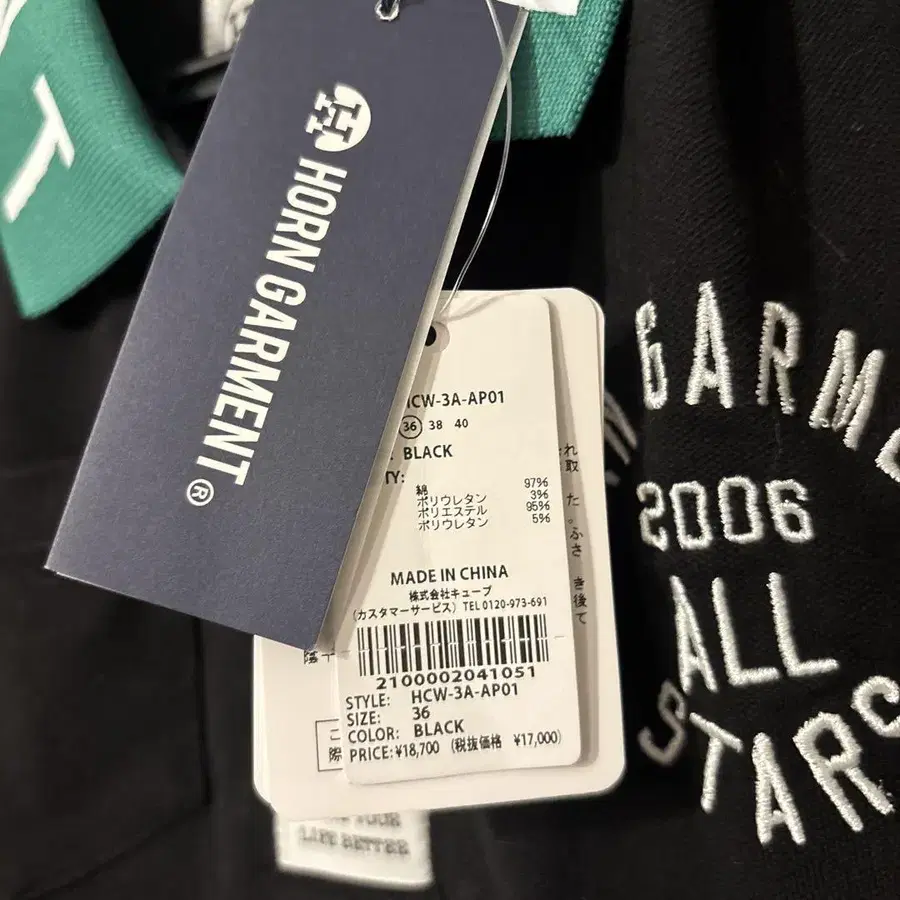 HORN GARMENT®
HCW-3A-AP01
36 38 40
BLACK
TY:
綿 97%
ポリウレタン 3%
ポリエステル 95%
ポリウレタン 5%
MADE IN CHINA
株式会社キューブ
(カスタマーサービス) TEL 0120-973-691
2100002041051
STYLE: HCW-3A-AP01
SIZE: 36
COLOR: BLACK
PRICE: ¥18,700 (税抜価格 ¥17,000)
GARME
2006
ALL
STARS
LIFE BETTER